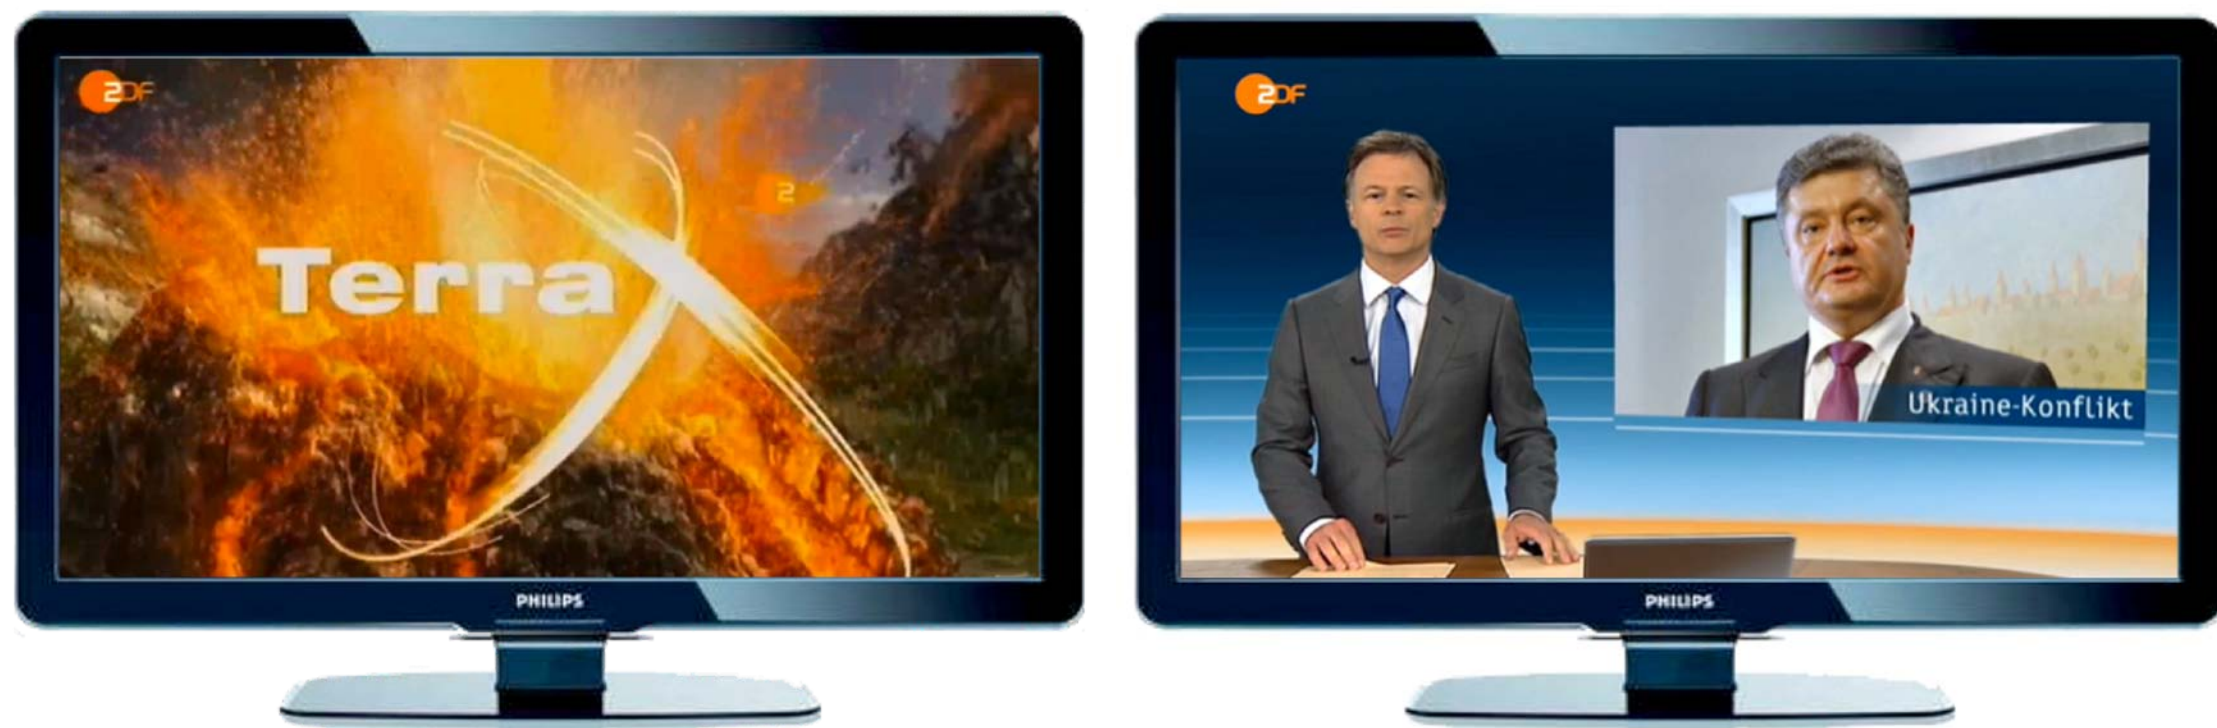 2DF
2
Terra X
PHILIPS
2DF
Ukraine-Konflikt
PHILIPS